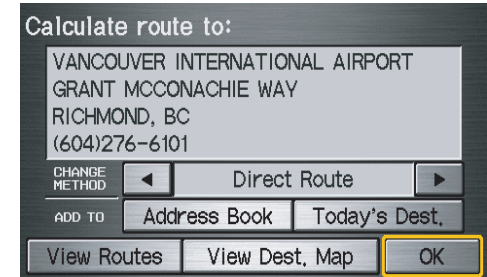 Calculate route to:
VANCOUVER INTERNATIONAL AIRPORT
GRANT MCCONACHIE WAY
RICHMOND, BC
(604)276-6101
CHANGE METHOD ◄ Direct Route ►
ADD TO Address Book Today's Dest.
View Routes View Dest. Map OK